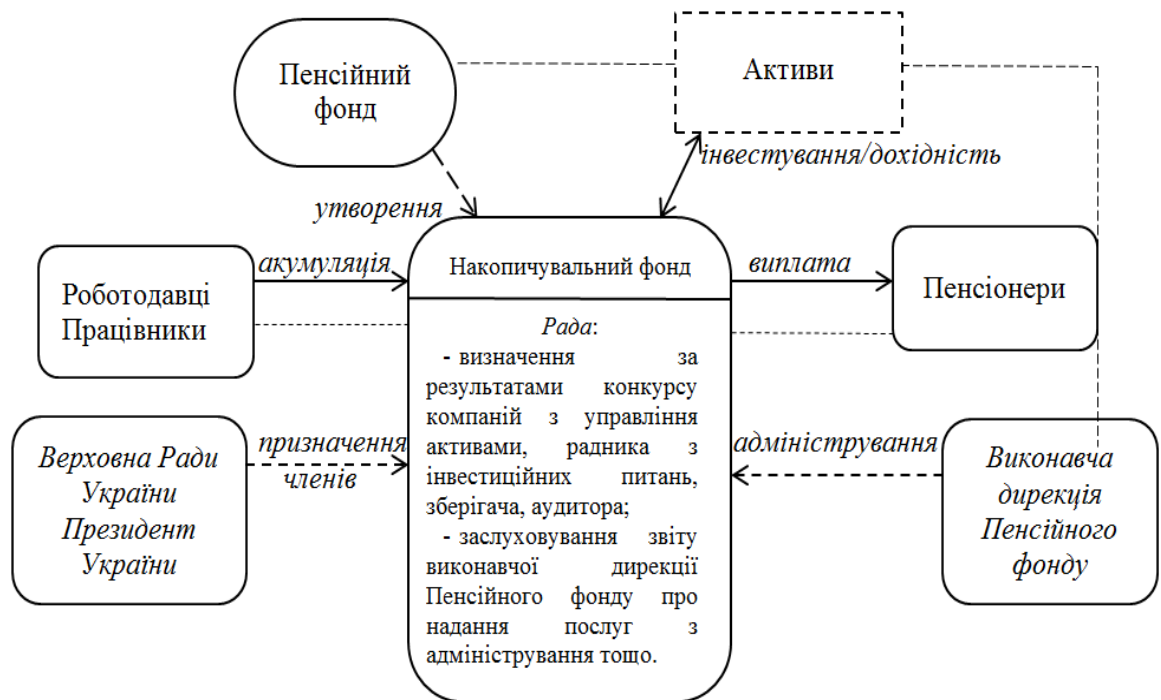 Пенсійний
фонд
Активи
інвестування/дохідність
утворення
Роботодавці
Працівники
акумуляція
Накопичувальний фонд
виплата
Пенсіонери
Рада:
- визначення за
результатами конкурсу
компаній з управління
активами, радника з
інвестиційних питань,
зберігача, аудитора;
- заслуховування звіту
виконавчої дирекції
Пенсійного фонду про
надання послуг з
адміністрування тощо.
Верховна Ради
України
Президент
України
призначення
членів
адміністрування
Виконавча
дирекція
Пенсійного
фонду